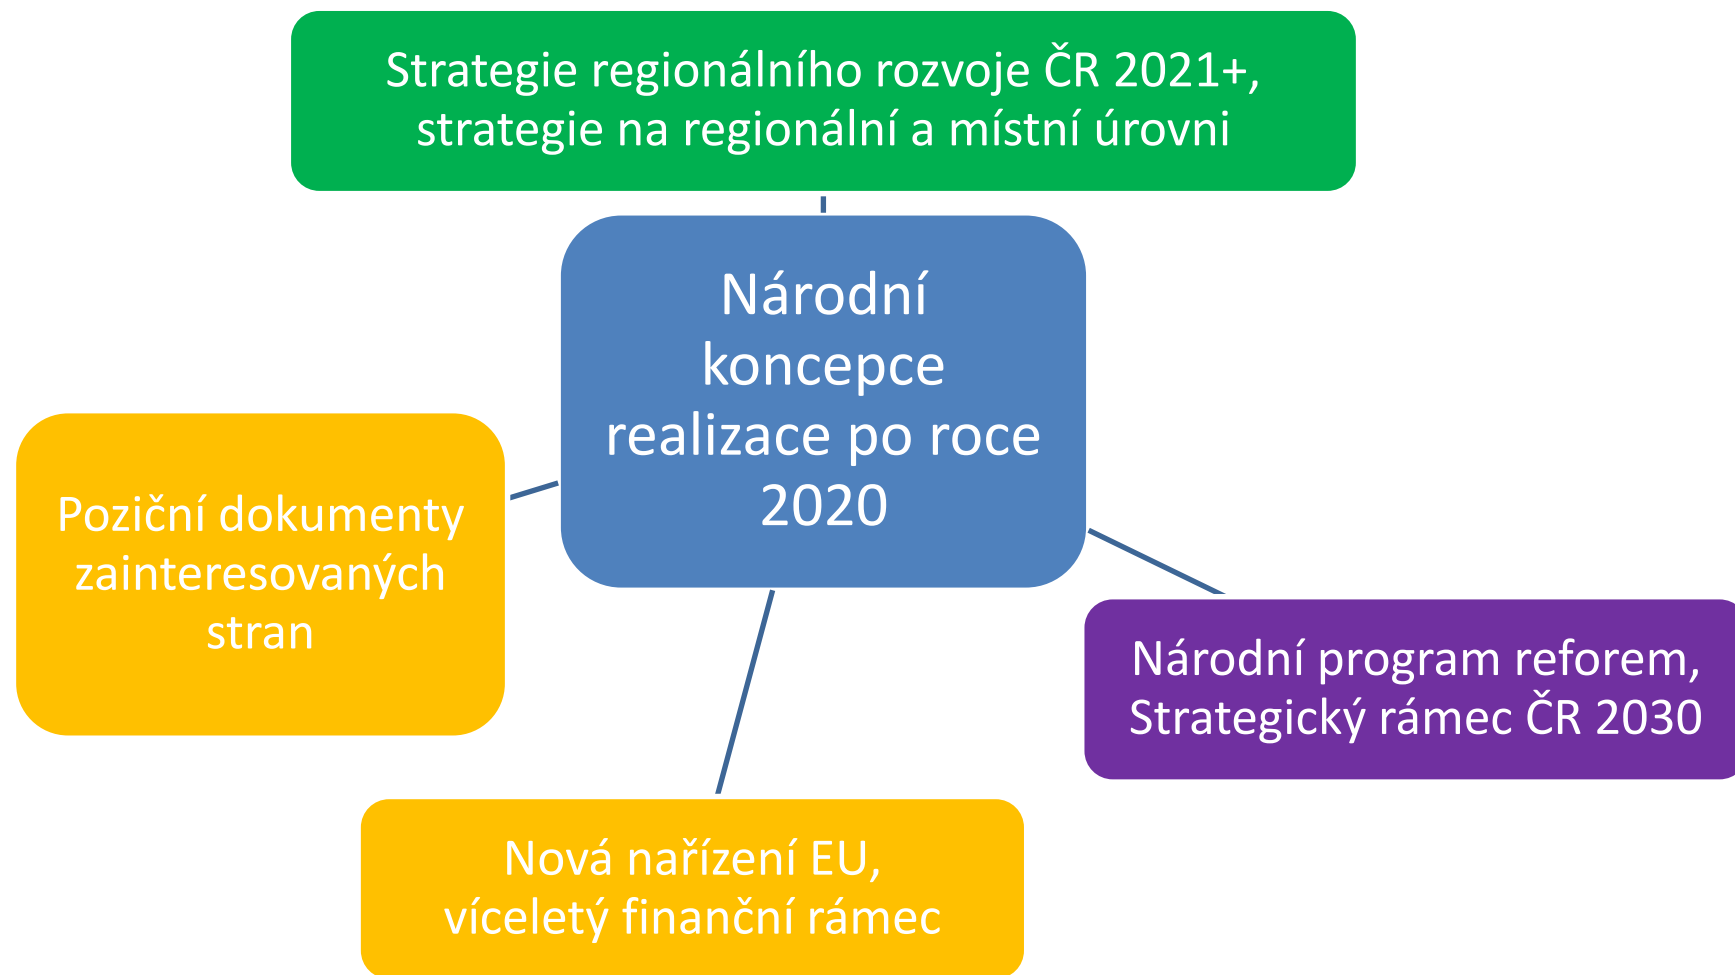 Strategie regionálního rozvoje ČR 2021+,
strategie na regionální a místní úrovni
Národní
koncepce
realizace po roce
2020
Poziční dokumenty
zainteresovaných
stran
Národní program reforem,
Strategický rámec ČR 2030
Nová nařízení EU,
víceletý finanční rámec